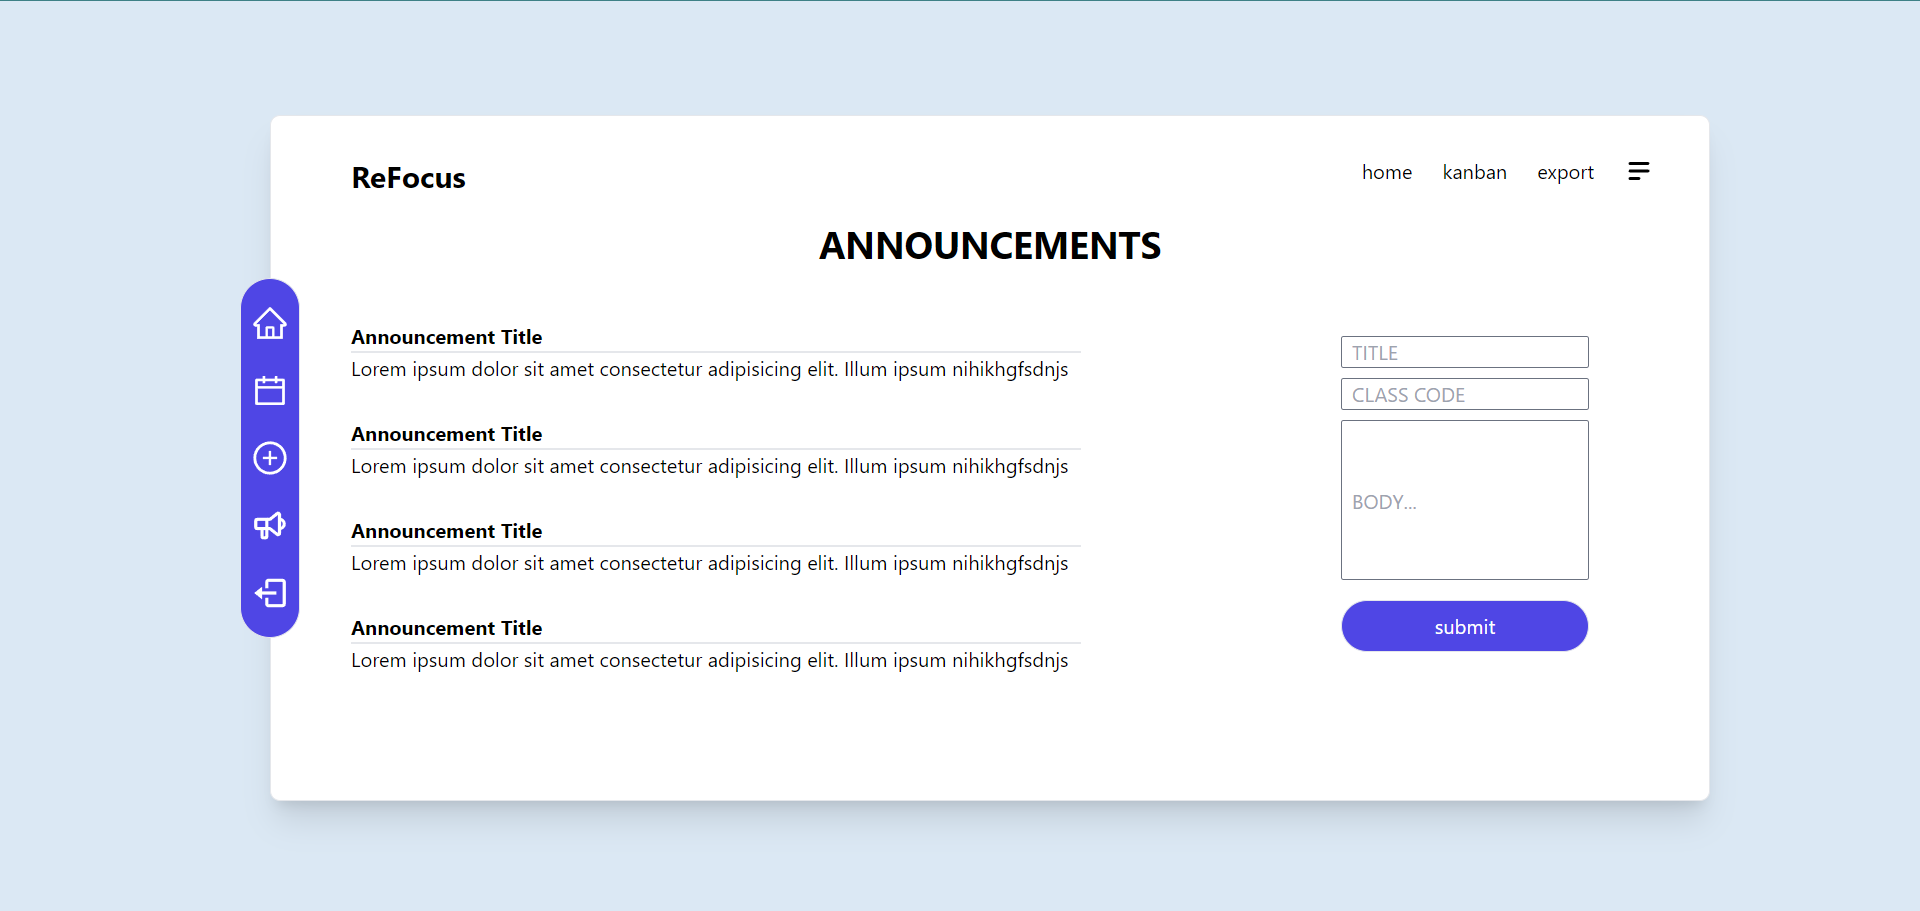 ReFocus
home kanban export
ANNOUNCEMENTS
Announcement Title
Lorem ipsum dolor sit amet consectetur adipisicing elit. Illum ipsum nihikhgfsdnjs
Announcement Title
Lorem ipsum dolor sit amet consectetur adipisicing elit. Illum ipsum nihikhgfsdnjs
Announcement Title
Lorem ipsum dolor sit amet consectetur adipisicing elit. Illum ipsum nihikhgfsdnjs
Announcement Title
Lorem ipsum dolor sit amet consectetur adipisicing elit. Illum ipsum nihikhgfsdnjs
TITLE
CLASS CODE
BODY...
submit